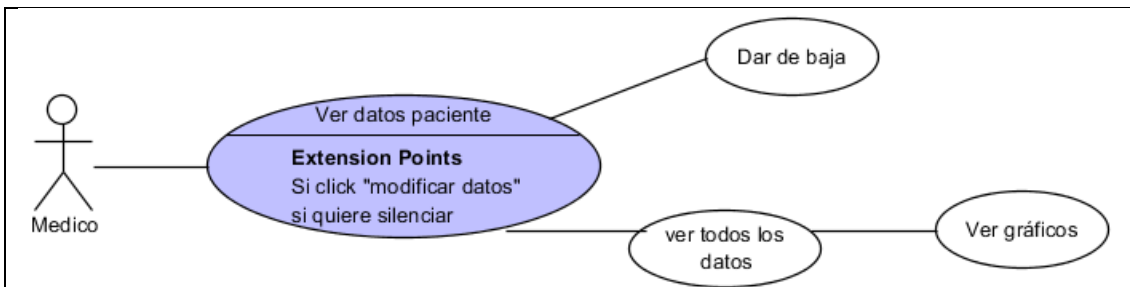 Dar de baja
Ver datos paciente
Extension Points
Si click "modificar datos"
si quiere silenciar
Medico
ver todos los
datos
Ver gráficos